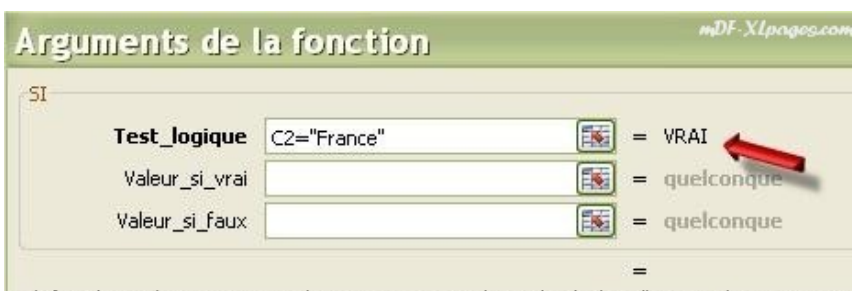 Arguments de la fonction
mDF-XLpages.com
SI
Test_logique C2="France" = VRAI
Valeur_si_vrai = quelconque
Valeur_si_faux = quelconque
=